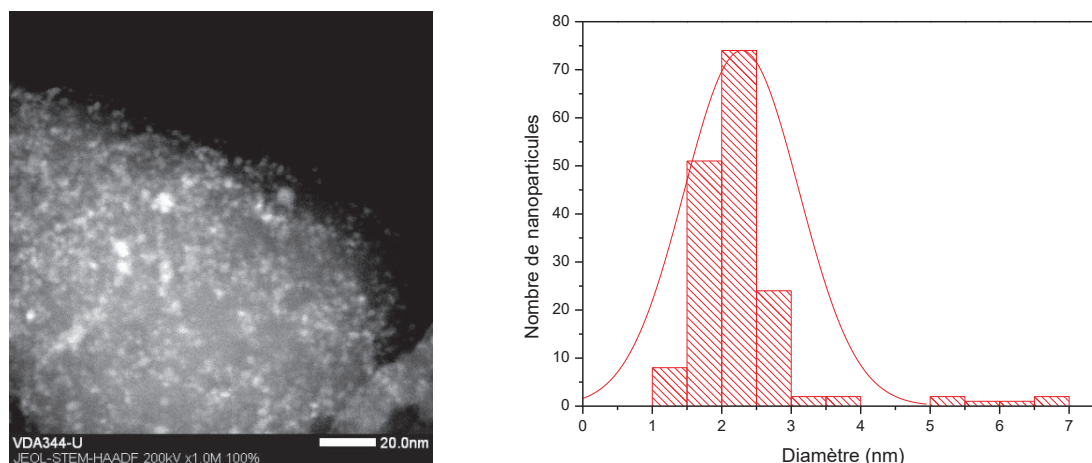 VDA344-U
20.0nm
JEOL-STEM-HAADF 200kV x1.0M 100%
Nombre de nanoparticules
80
70
60
50
40
30
20
10
0
0 1 2 3 4 5 6 7
Diamètre (nm)